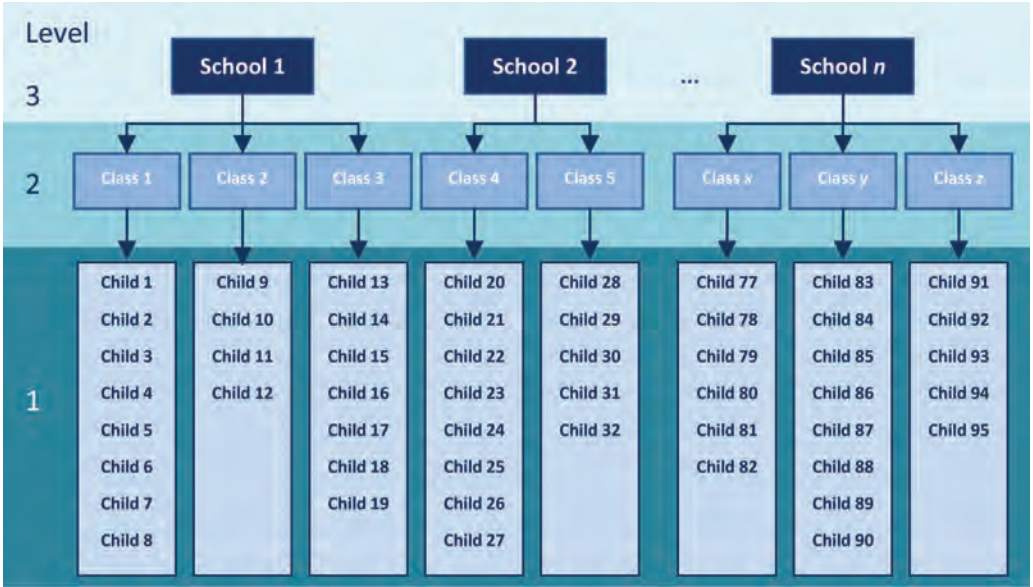 Level
School 1 School 2 ... School n
3
2 Class 1 Class 2 Class 3 Class 4 Class 5 Class x Class y Class z
Child 1 Child 9 Child 13 Child 20 Child 28 Child 77 Child 83 Child 91
Child 2 Child 10 Child 14 Child 21 Child 29 Child 78 Child 84 Child 92
Child 3 Child 11 Child 15 Child 22 Child 30 Child 79 Child 85 Child 93
1 Child 4 Child 12 Child 16 Child 23 Child 31 Child 80 Child 86 Child 94
Child 5 Child 17 Child 24 Child 32 Child 81 Child 87 Child 95
Child 6 Child 18 Child 25 Child 82 Child 88
Child 7 Child 19 Child 26 Child 89
Child 8 Child 27 Child 90